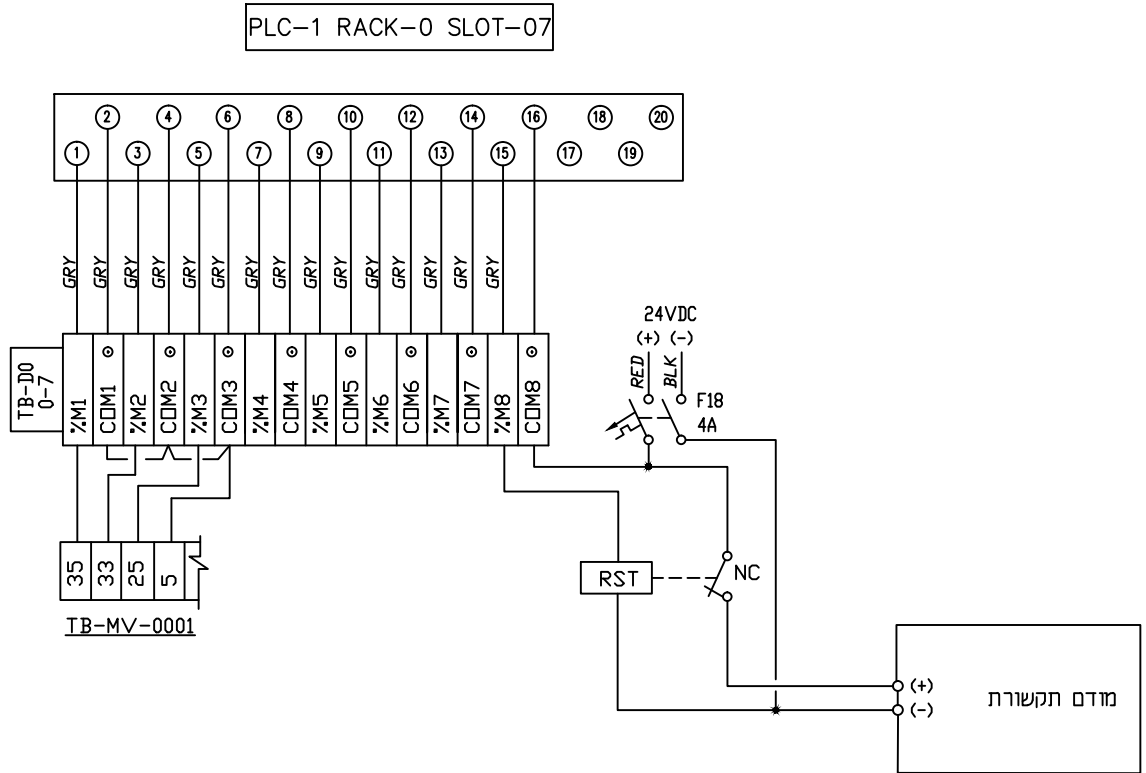 PLC-1 RACK-0 SLOT-07
2 4 6 8 10 12 14 16 18 20
1 3 5 7 9 11 13 15 17 19
GRY GRY GRY GRY GRY GRY GRY GRY GRY GRY GRY GRY GRY GRY GRY
24VDC
(+) (-)
RED BLK
F18
4A
TB-DO
0-7
%M1 COM1 %M2 COM2 %M3 COM3 %M4 COM4 %M5 COM5 %M6 COM6 %M7 COM7 %M8 COM8
35 33 25 5
TB-MV-0001
RST
NC
(+)
(-)
מודם תקשורת